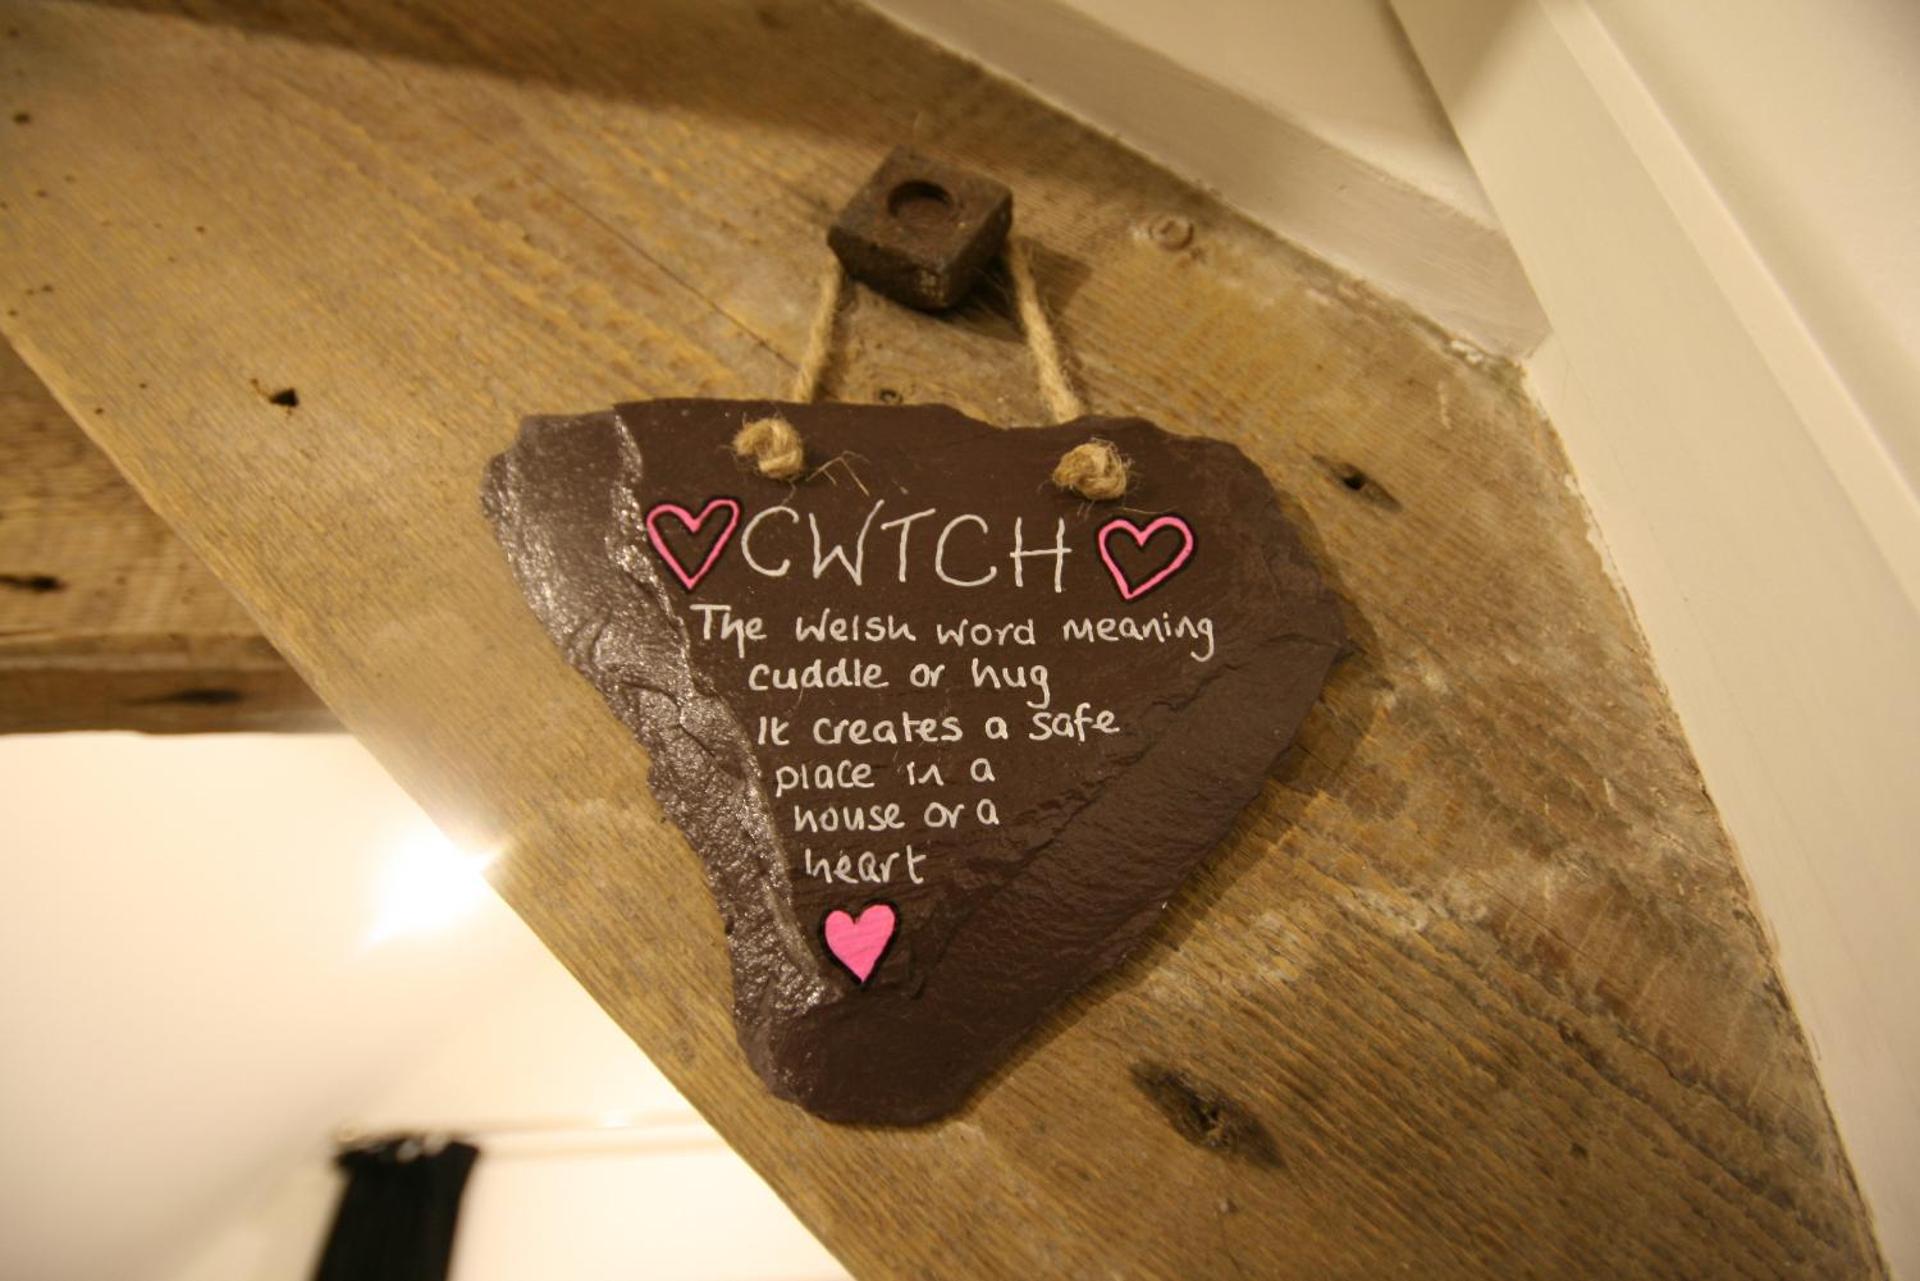 CWTCH
The Welsh word meaning
cuddle or hug
It creates a safe
place in a
house or a
heart